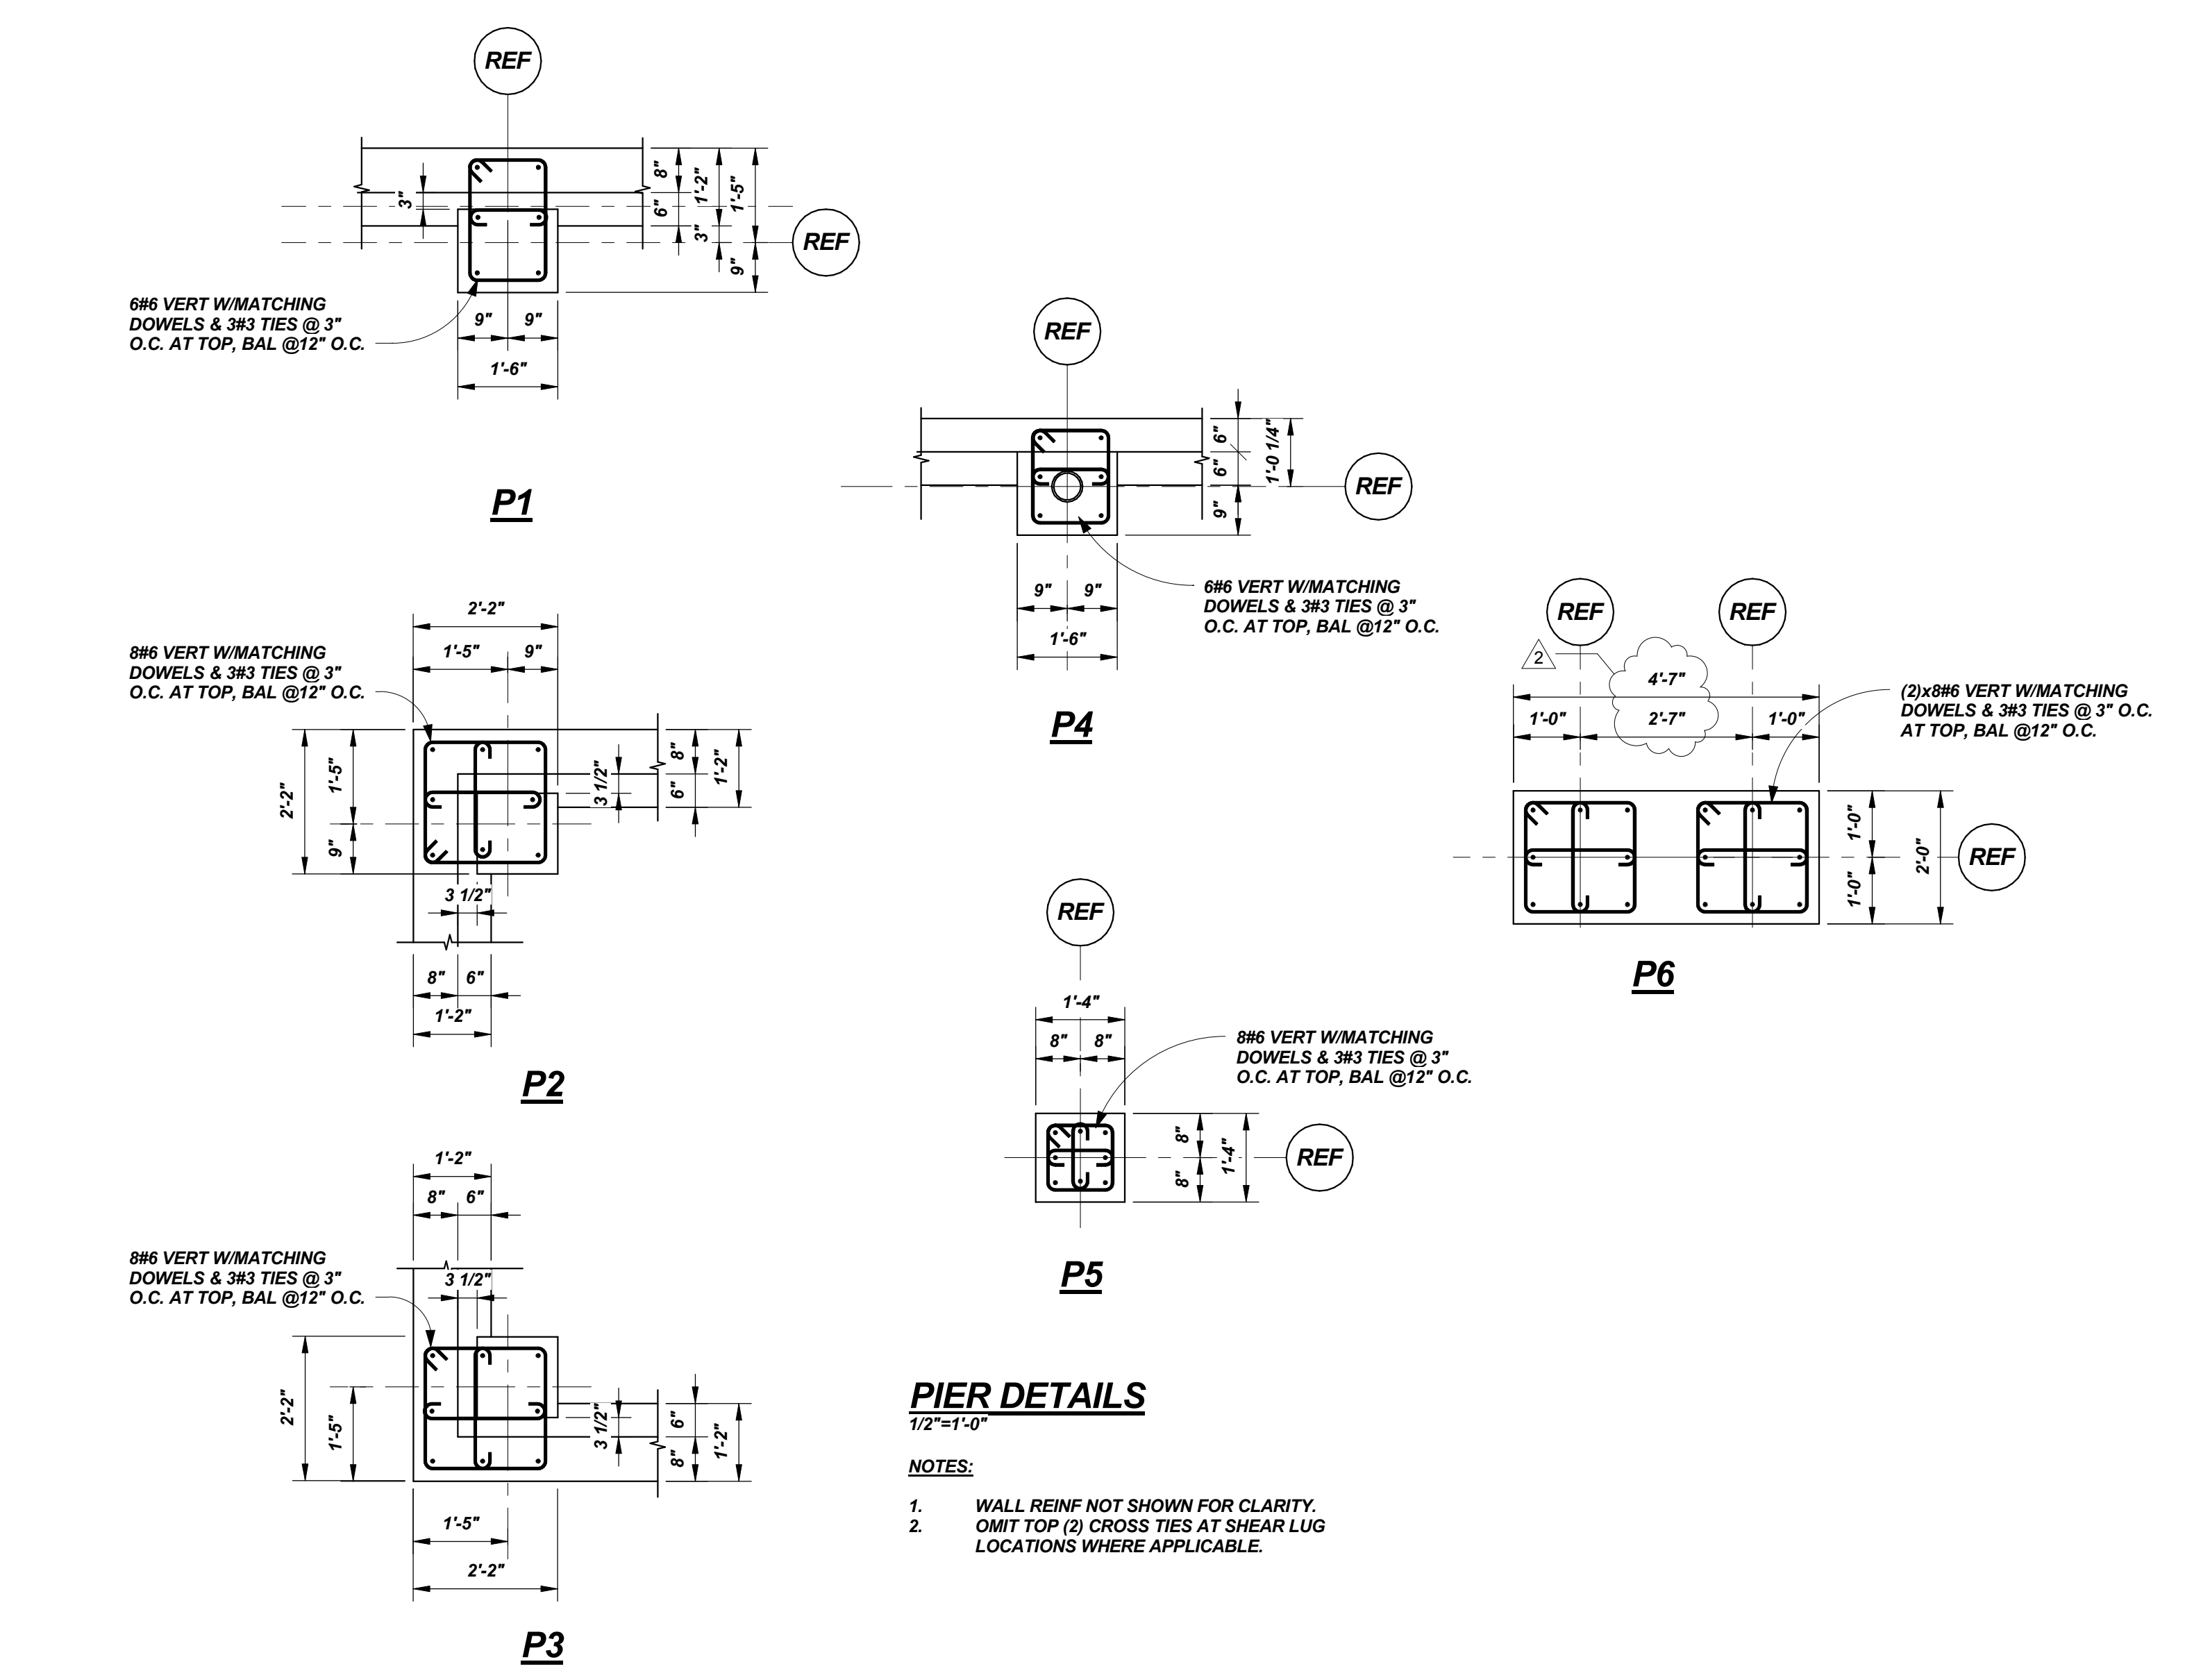 REF
8"
6"
3"
1'-2"
3"
1'-5"
9"
REF
6#6 VERT W/MATCHING
DOWELS & 3#3 TIES @ 3"
O.C. AT TOP, BAL @12" O.C.
9" 9"
1'-6"
P1
2'-2"
1'-5" 9"
8#6 VERT W/MATCHING
DOWELS & 3#3 TIES @ 3"
O.C. AT TOP, BAL @12" O.C.
2'-2"
1'-5"
9"
3 1/2"
8"
6"
1'-2"
3 1/2"
8" 6"
1'-2"
P2
1'-2"
8" 6"
8#6 VERT W/MATCHING
DOWELS & 3#3 TIES @ 3"
O.C. AT TOP, BAL @12" O.C.
3 1/2"
2'-2"
1'-5"
3 1/2"
6"
8"
1'-2"
1'-5"
2'-2"
P3
REF
6"
6"
9"
1'-0 1/4"
REF
9" 9"
1'-6"
6#6 VERT W/MATCHING
DOWELS & 3#3 TIES @ 3"
O.C. AT TOP, BAL @12" O.C.
P4
REF
1'-4"
8" 8"
8#6 VERT W/MATCHING
DOWELS & 3#3 TIES @ 3"
O.C. AT TOP, BAL @12" O.C.
8"
8"
1'-4"
REF
P5
REF REF
2
4'-7"
1'-0" 2'-7" 1'-0"
(2)x8#6 VERT W/MATCHING
DOWELS & 3#3 TIES @ 3" O.C.
AT TOP, BAL @12" O.C.
1'-0"
1'-0"
2'-0"
REF
P6
PIER DETAILS
1/2"=1'-0"
NOTES:
1. WALL REINF NOT SHOWN FOR CLARITY.
2. OMIT TOP (2) CROSS TIES AT SHEAR LUG
LOCATIONS WHERE APPLICABLE.